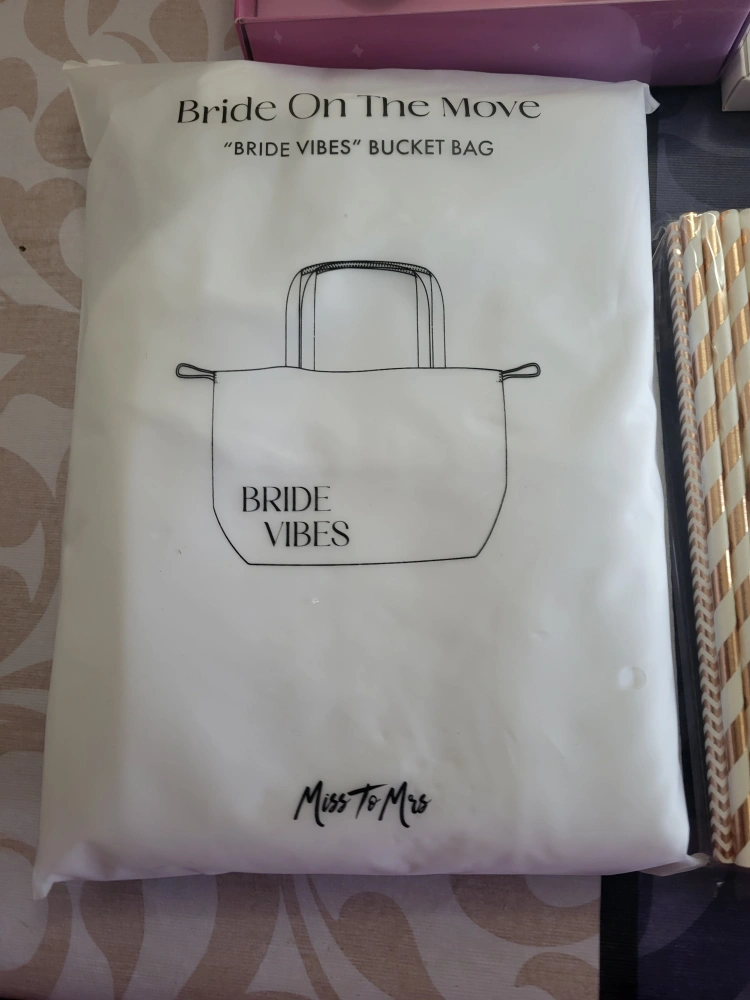 Bride On The Move
“BRIDE VIBES” BUCKET BAG
BRIDE
VIBES
Miss To Mrs